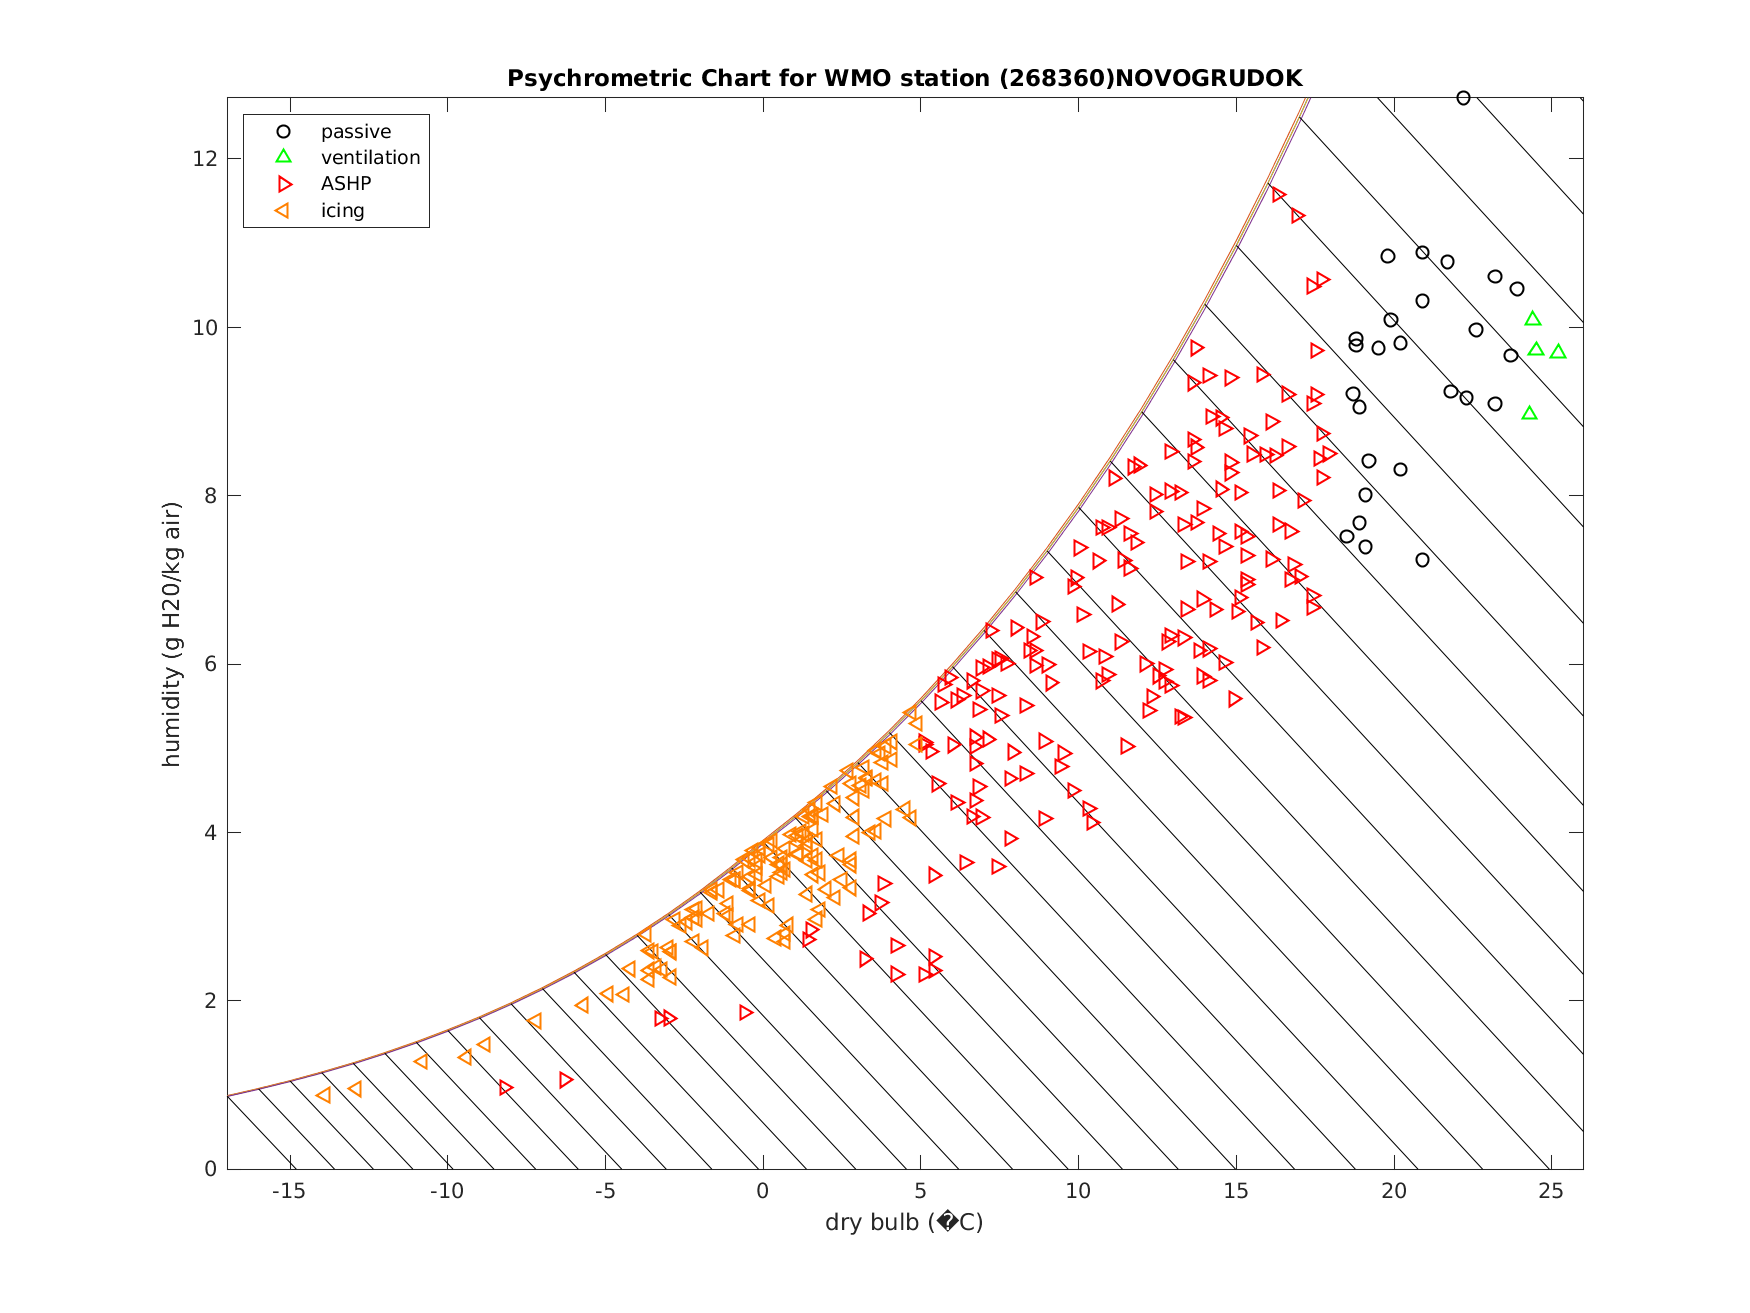 Psychrometric Chart for WMO station (268360)NOVOGRUDOK
passive
ventilation
ASHP
icing
humidity (g H20/kg air)
12
10
8
6
4
2
0
-15 -10 -5 0 5 10 15 20 25
dry bulb (�C)